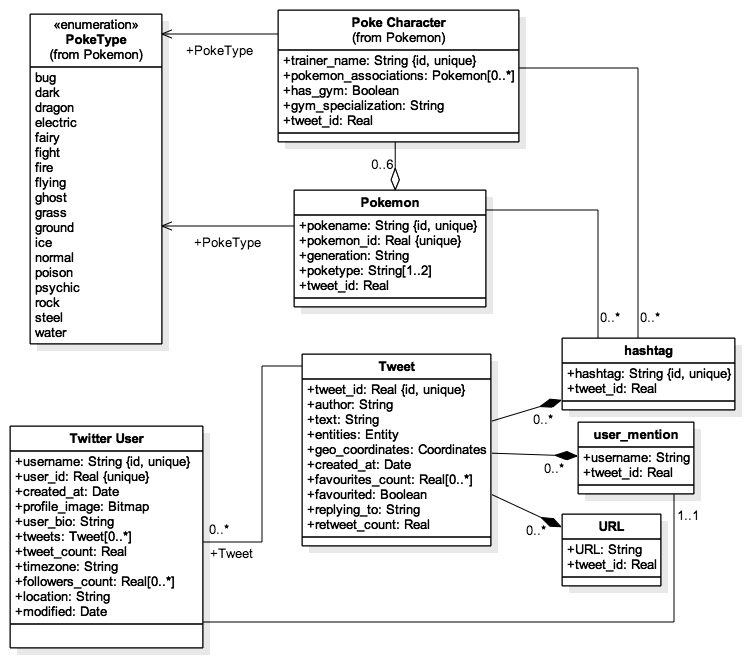 «enumeration»
PokeType
(from Pokemon)
bug
dark
dragon
electric
fairy
fight
fire
flying
ghost
grass
ground
ice
normal
poison
psychic
rock
steel
water
+PokeType
Poke Character
(from Pokemon)
+trainer_name: String {id, unique}
+pokemon_associations: Pokemon[0..*]
+has_gym: Boolean
+gym_specialization: String
+tweet_id: Real
0..6
Pokemon
+pokename: String {id, unique}
+pokemon_id: Real {unique}
+generation: String
+poketype: String[1..2]
+tweet_id: Real
+PokeType
0..*
0..*
hashtag
+hashtag: String {id, unique}
+tweet_id: Real
Tweet
+tweet_id: Real {id, unique}
+author: String
+text: String
+entities: Entity
+geo_coordinates: Coordinates
+created_at: Date
+favourites_count: Real[0..*]
+favourited: Boolean
+replying_to: String
+retweet_count: Real
0..*
0..*
0..*
user_mention
+username: String
+tweet_id: Real
1..1
URL
+URL: String
+tweet_id: Real
Twitter User
+username: String {id, unique}
+user_id: Real {unique}
+created_at: Date
+profile_image: Bitmap
+user_bio: String
+tweets: Tweet[0..*]
+tweet_count: Real
+timezone: String
+followers_count: Real[0..*]
+location: String
+modified: Date
0..*
+Tweet